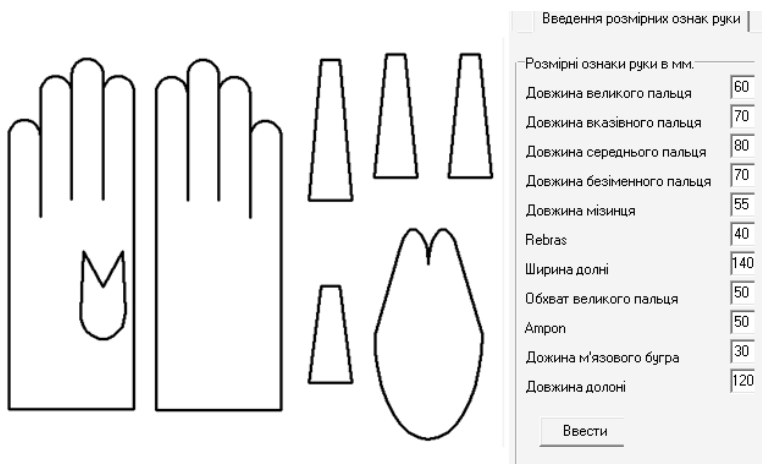 Введення розмірних ознак руки
Розмірні ознаки руки в мм.
Довжина великого пальця 60
Довжина вказівного пальця 70
Довжина середнього пальця 80
Довжина безіменного пальця 70
Довжина мізинця 55
Rebras 40
Ширина долні 140
Обхват великого пальця 50
Ampon 50
Дожина м'язового бугра 30
Довжина долоні 120
Ввести